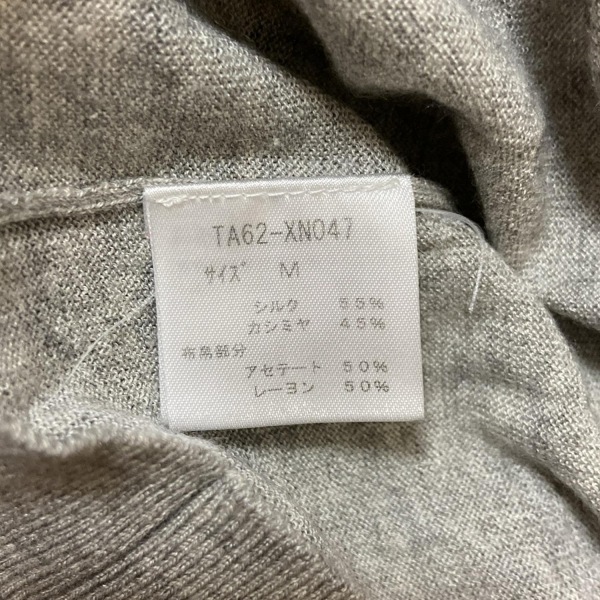 TA62-XN047
サイズ M
シルク 55%
カシミヤ 45%
布帛部分
アセテート 50%
レーヨン 50%